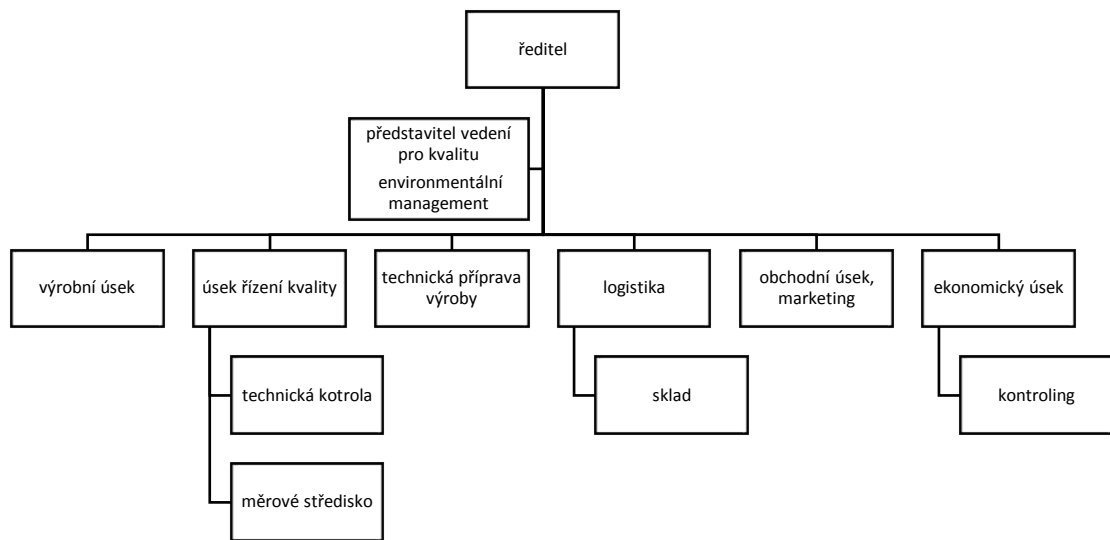 ředitel
představitel vedení
pro kvalitu
environmentální
management
výrobní úsek
úsek řízení kvality
technická příprava
výroby
logistika
obchodní úsek,
marketing
ekonomický úsek
technická kotrola
sklad
kontroling
měrové středisko